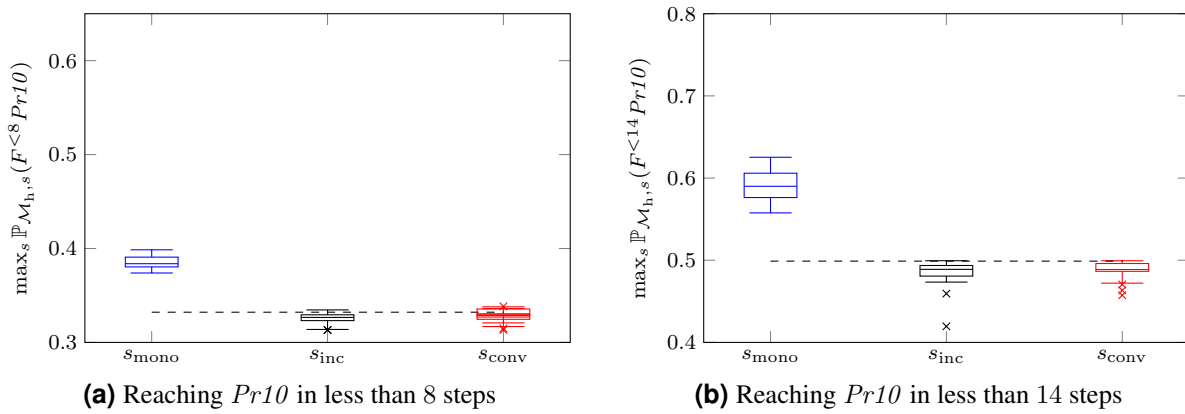 max_s ℙ_{ℳ_h,s}(F^{<8} Pr10)
0.6
0.5
0.4
0.3
s_mono s_inc s_conv
(a) Reaching Pr10 in less than 8 steps
max_s ℙ_{ℳ_h,s}(F^{<14} Pr10)
0.8
0.7
0.6
0.5
0.4
s_mono s_inc s_conv
(b) Reaching Pr10 in less than 14 steps